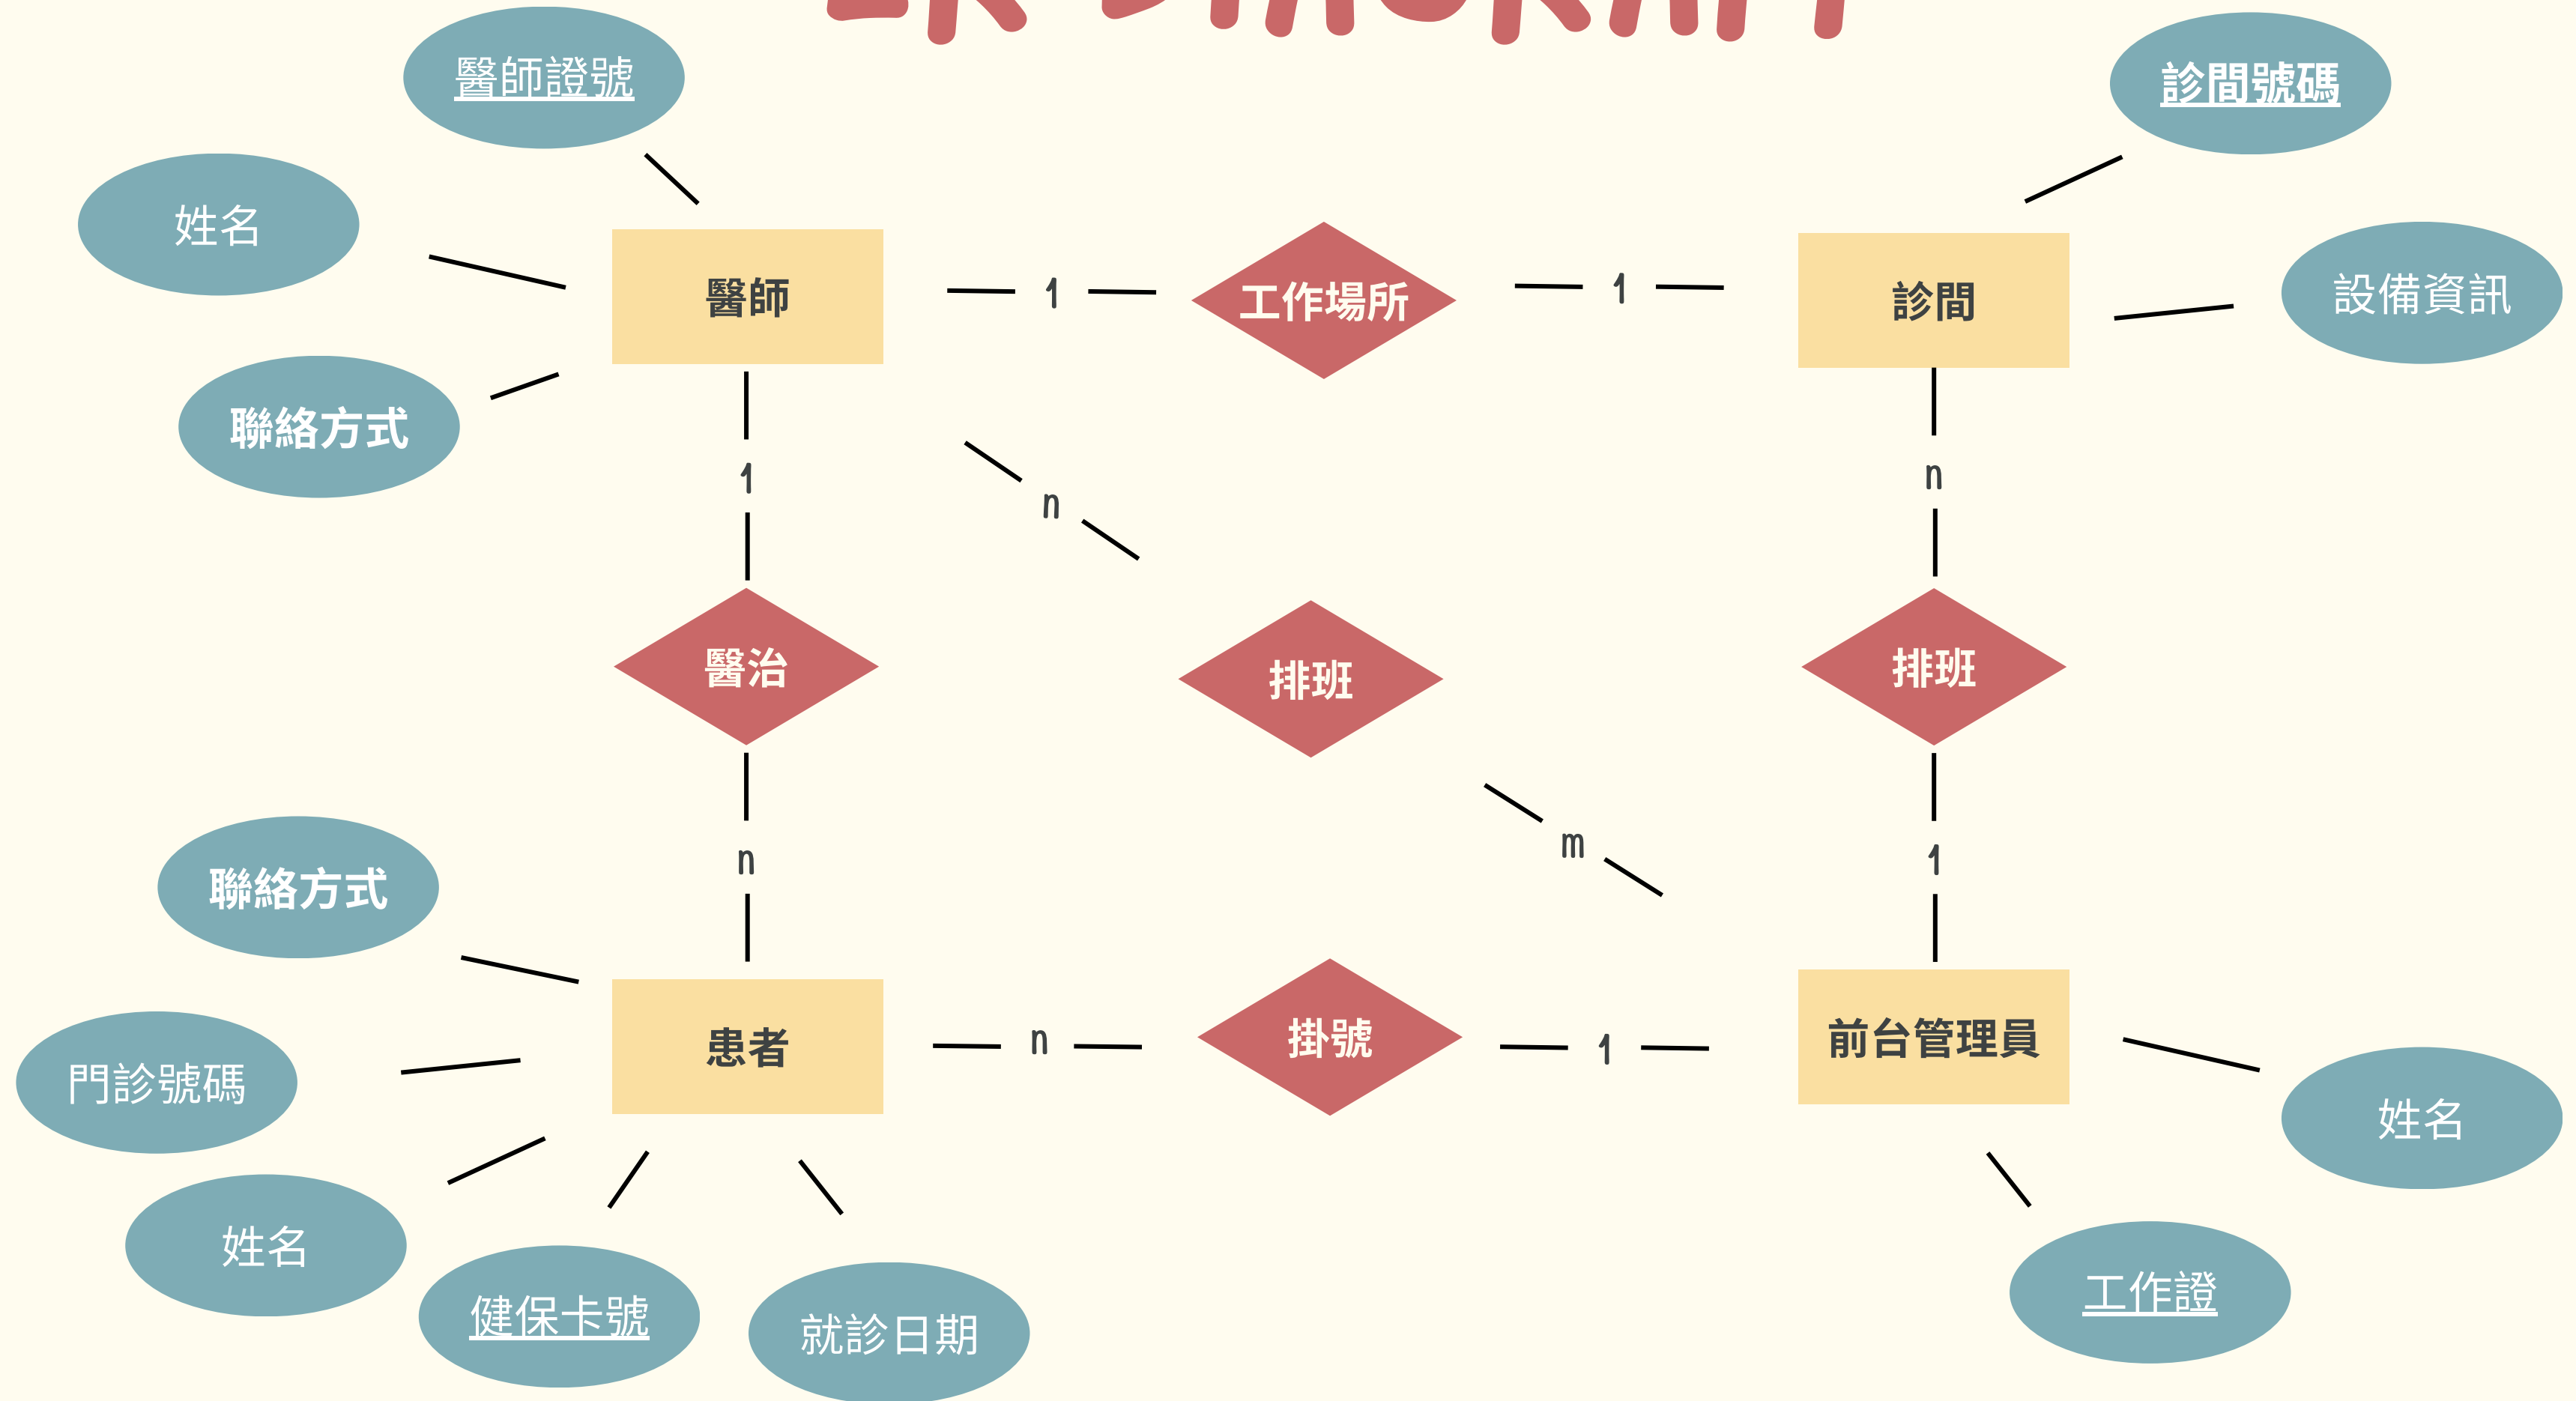 醫師證號
診間號碼
姓名
設備資訊
醫師
1
工作場所
1
診間
聯絡方式
1
n
n
醫治
排班
排班
n
m
1
聯絡方式
患者
n
掛號
1
前台管理員
門診號碼
姓名
姓名
健保卡號
就診日期
工作證